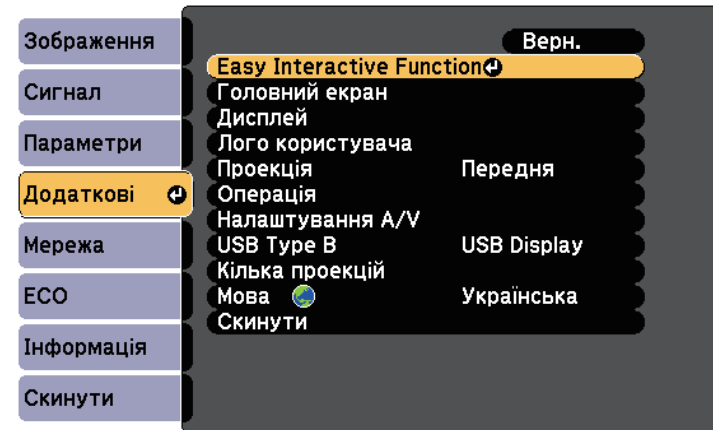 Зображення
Сигнал
Параметри
Додаткові
Мережа
ECO
Інформація
Скинути
Верн.
Easy Interactive Function
Головний екран
Дисплей
Лого користувача
Проекція Передня
Операція
Налаштування A/V
USB Type B USB Display
Кілька проекцій
Мова Українська
Скинути